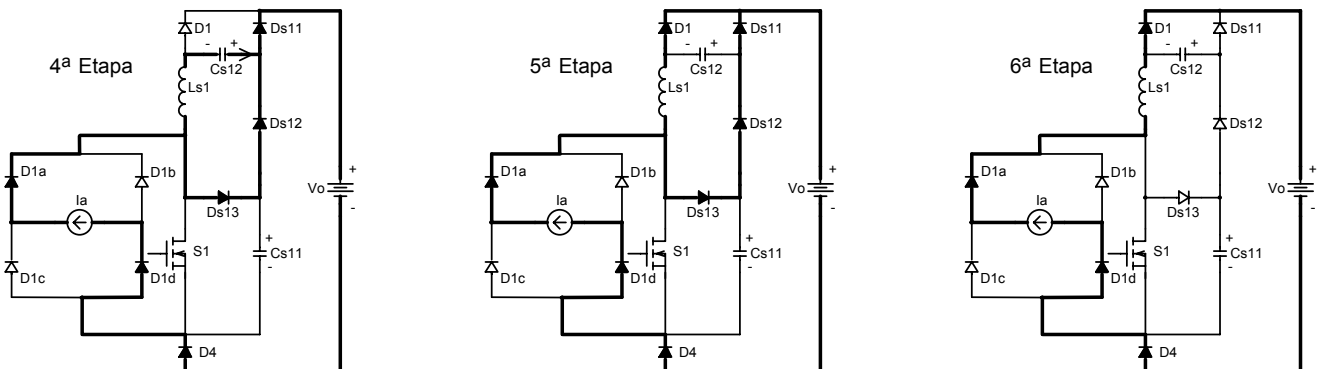 4ª Etapa
D1
Ds11
-
+
Cs12
Ls1
Ds12
D1a
D1b
Ia
Ds13
D1c
D1d
S1
+
Cs11
-
D4
+
Vo
-
5ª Etapa
D1
Ds11
-
+
Cs12
Ls1
Ds12
D1a
D1b
Ia
Ds13
D1c
D1d
S1
+
Cs11
-
D4
+
Vo
-
6ª Etapa
D1
Ds11
-
+
Cs12
Ls1
Ds12
D1a
D1b
Ia
Ds13
D1c
D1d
S1
+
Cs11
-
D4
+
Vo
-